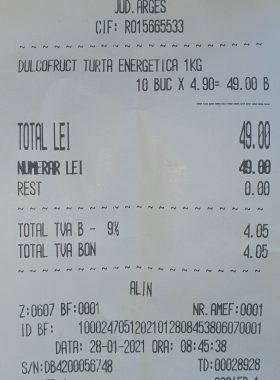 JUD.ARGES
CIF: RO15665533
DULCOFRUCT TURTA ENERGETICA 1KG
10 BUC X 4.90= 49.00 B
TOTAL LEI 49.00
NUMERAR LEI 49.00
REST 0.00
TOTAL TVA B - 9% 4.05
TOTAL TVA BON 4.05
ALIN
Z:0607 BF:0001 NR.AMEF:0001
ID BF: 10002470512021012808453806070001
DATA: 28-01-2021 ORA: 08:45:38
S/N:DB4200056748 TD:00028928